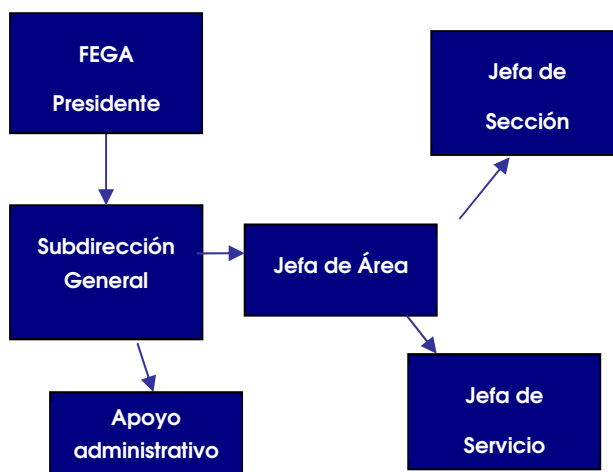 FEGA
Presidente
Jefa de
Sección
Subdirección
General
Jefa de Área
Apoyo
administrativo
Jefa de
Servicio